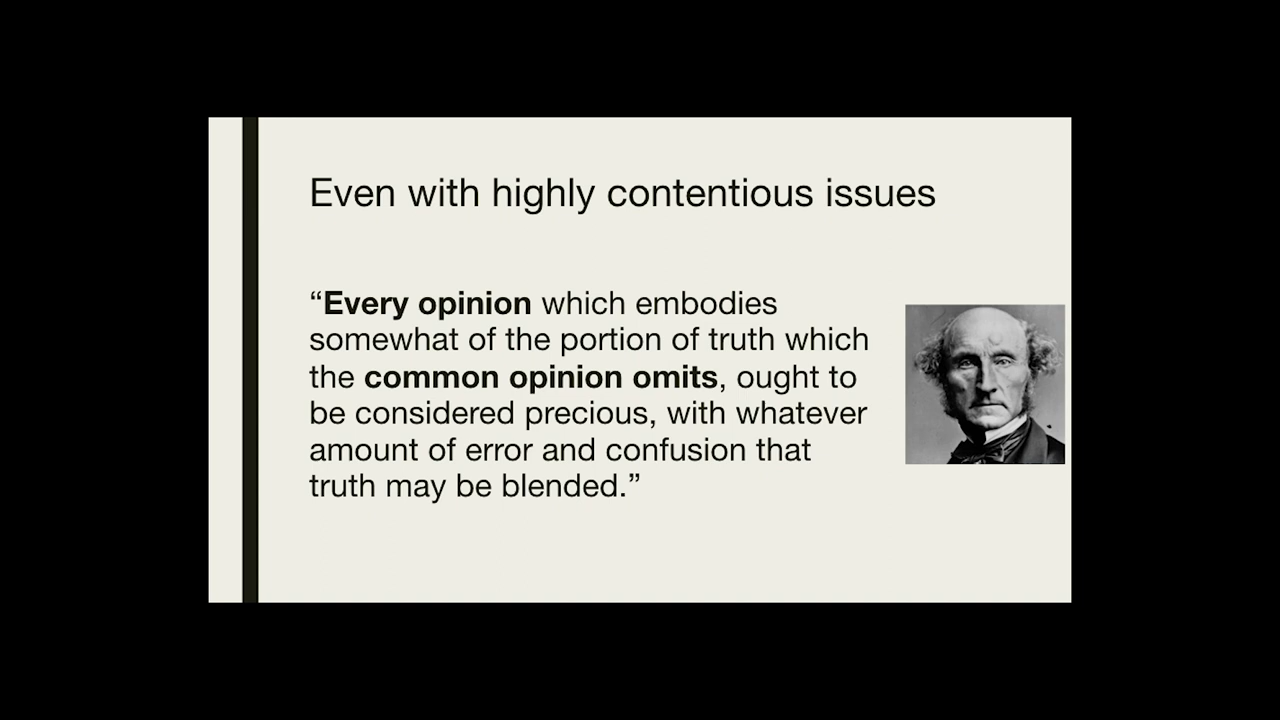 Even with highly contentious issues
“Every opinion which embodies
somewhat of the portion of truth which
the common opinion omits, ought to
be considered precious, with whatever
amount of error and confusion that
truth may be blended.”